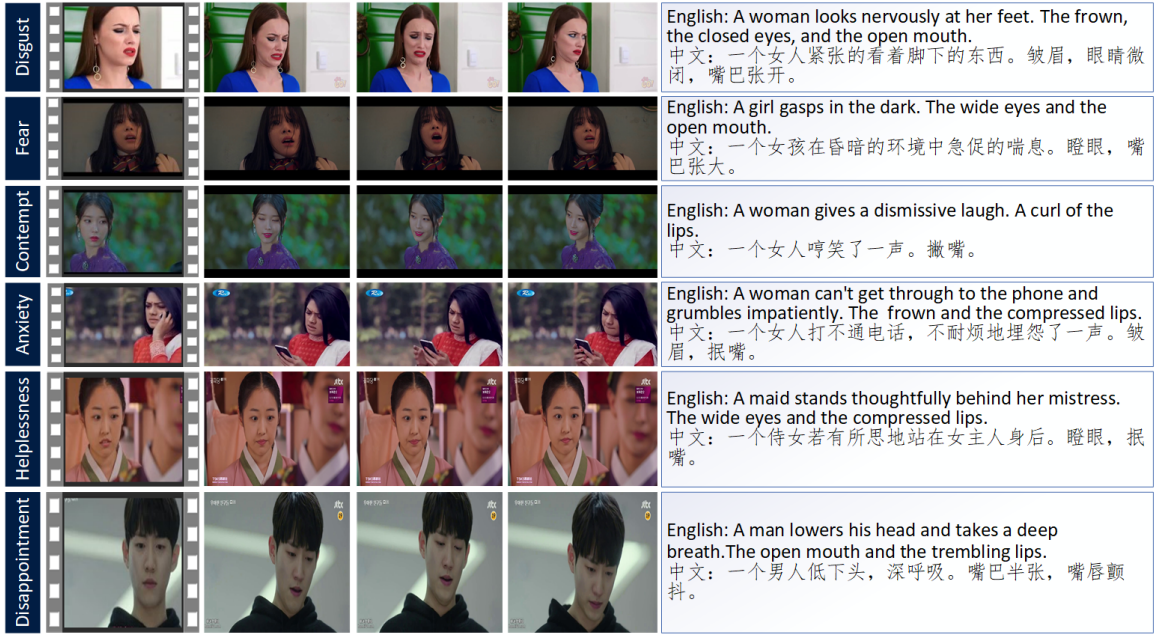 Disgust
English: A woman looks nervously at her feet. The frown,
the closed eyes, and the open mouth.
中文：一个女人紧张的看着脚下的东西。皱眉，眼睛微
闭，嘴巴张开。
Fear
English: A girl gasps in the dark. The wide eyes and the
open mouth.
中文：一个女孩在昏暗的环境中急促的喘息。瞪眼，嘴
巴张大。
Contempt
English: A woman gives a dismissive laugh. A curl of the
lips.
中文：一个女人哼笑了一声。撇嘴。
Anxiety
English: A woman can't get through to the phone and
grumbles impatiently. The  frown and the compressed lips.
中文：一个女人打不通电话，不耐烦地埋怨了一声。皱
眉，抿嘴。
Helplessness
jtbc
jtbc
jtbc
English: A maid stands thoughtfully behind her mistress.
The wide eyes and the compressed lips.
中文：一个侍女若有所思地站在女主人身后。瞪眼，抿
嘴。
Disappointment
jtbc
jtbc
jtbc
English: A man lowers his head and takes a deep
breath.The open mouth and the trembling lips.
中文：一个男人低下头，深呼吸。嘴巴半张，嘴唇颤
抖。